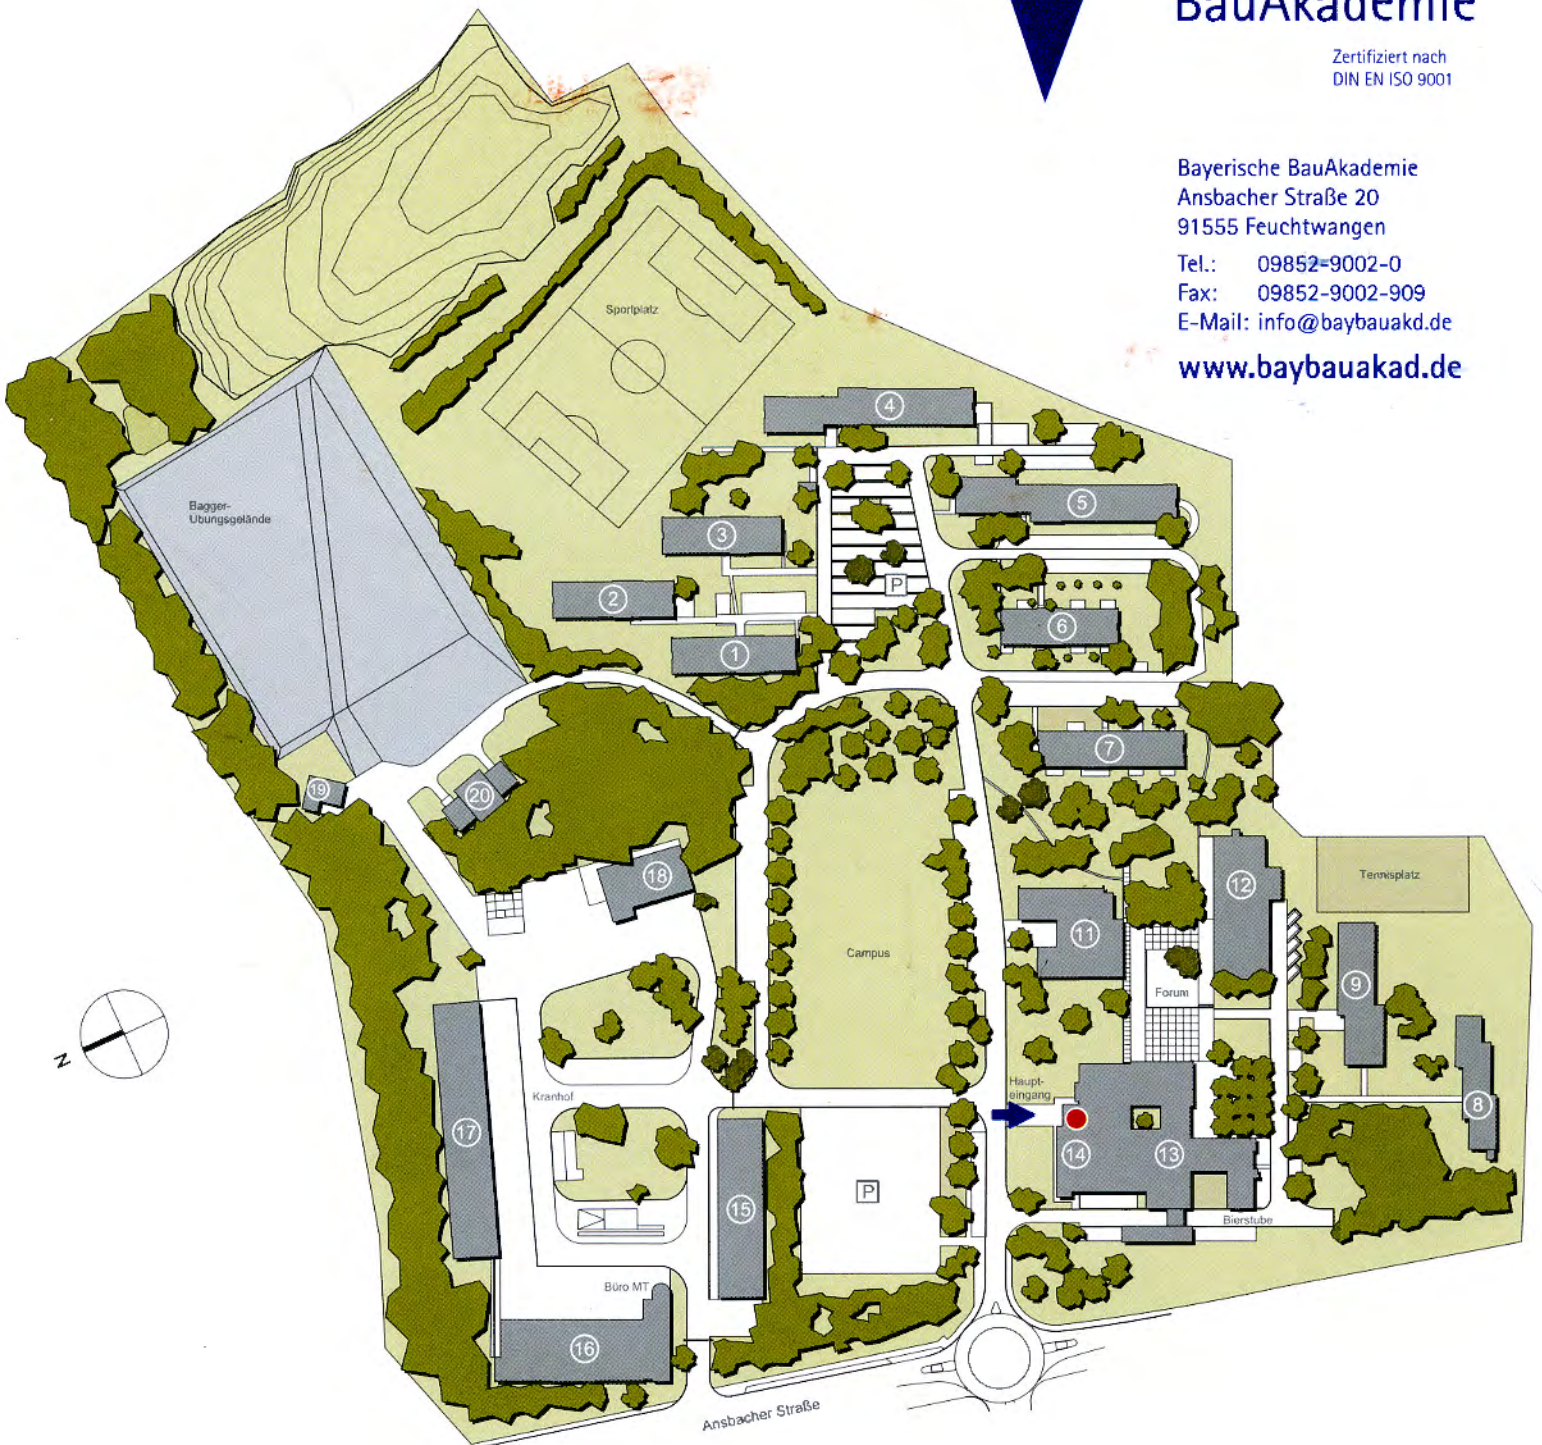 BauAkademie
Zertifiziert nach
DIN EN ISO 9001
Bayerische BauAkademie
Ansbacher Straße 20
91555 Feuchtwangen
Tel.: 09852-9002-0
Fax: 09852-9002-909
E-Mail: info@baybauakd.de
www.baybauakad.de
Sportplatz
4
Bagger-
Übungsgelände
5
3
P
2
6
1
7
19
20
18
12
Tennisplatz
11
Campus
9
Forum
N
Haupt-
eingang
Kranhof
8
17
14
13
P
15
Bierstube
Büro MT
16
Ansbacher Straße